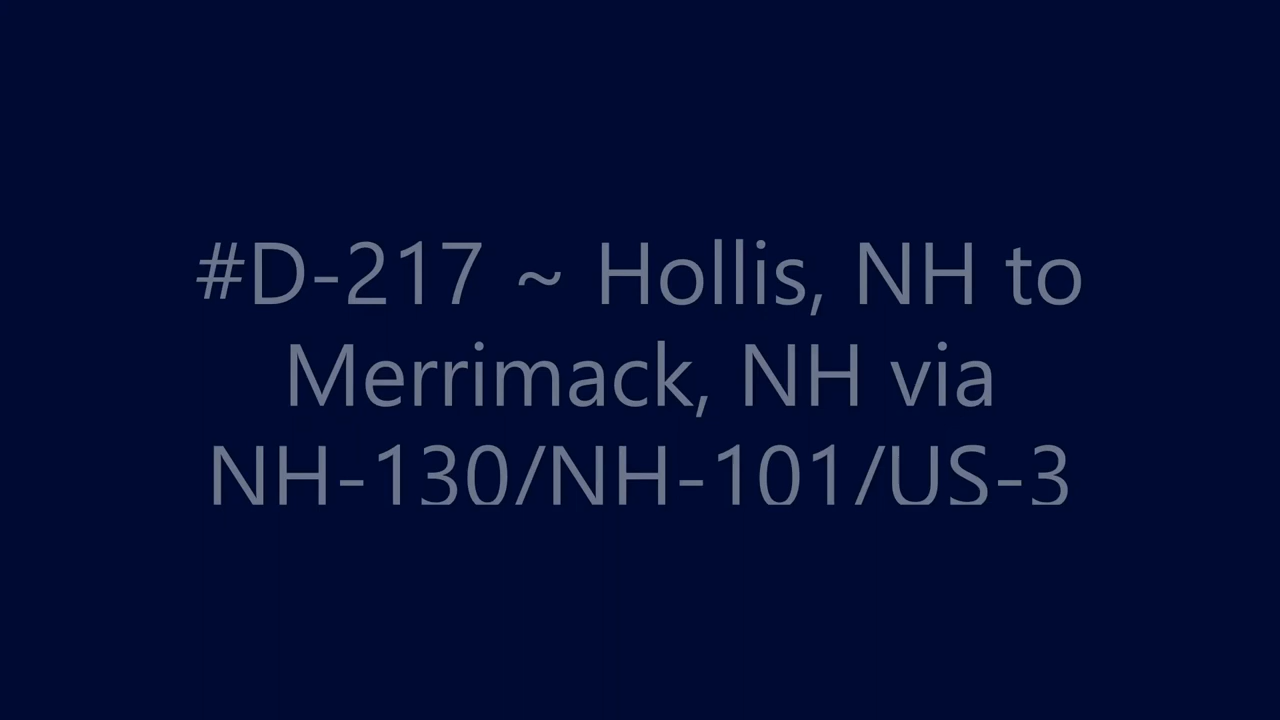 #D-217 ~ Hollis, NH to
Merrimack, NH via
NH-130/NH-101/US-3